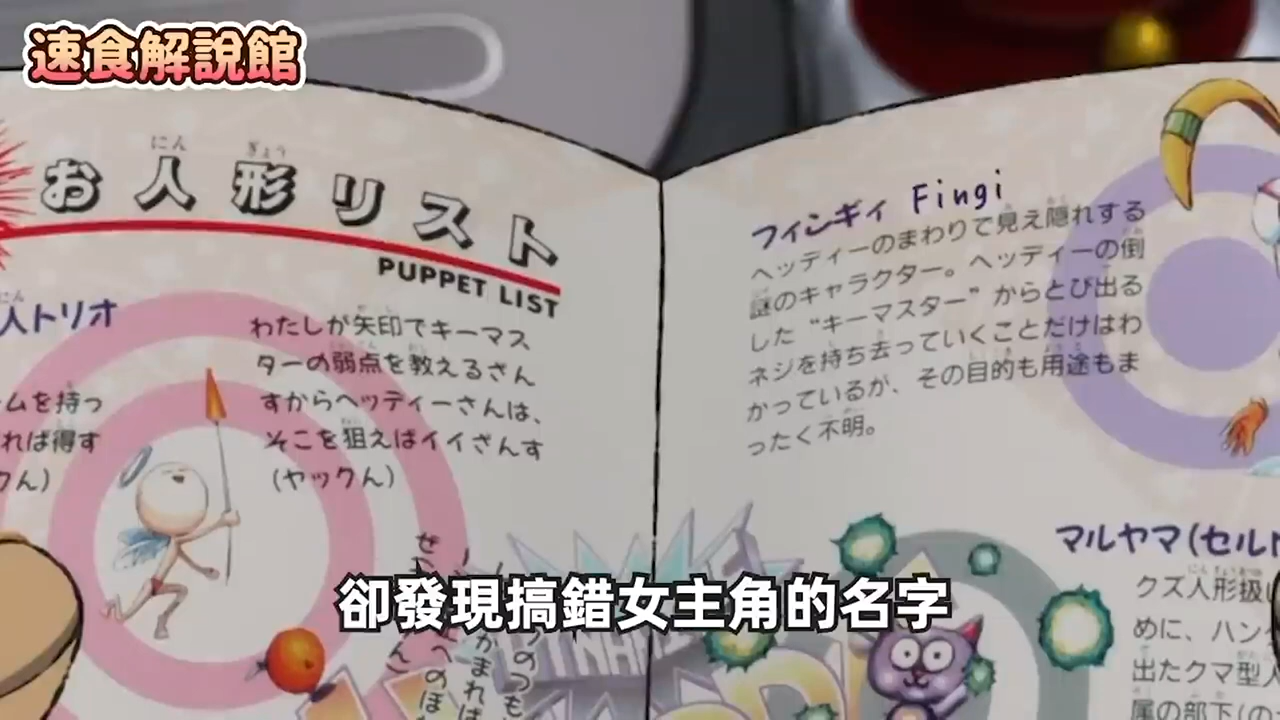 速食解說館
お人形リスト
PUPPET LIST
人トリオ
わたしが矢印でキーマス
ターの弱点を教えるざん
すからヘッディーさんは、
そこを狙えばイイざんす
(ヤックん)
ムを持っ
れば得す
フィンギィ Fingi
ヘッディーのまわりで見え隠れする
謎のキャラクター。ヘッディーの倒
した“キーマスター”からとび出る
ネジを持ち去っていくことだけはわ
かっているが、その目的も用途もま
ったく不明。
マルヤマ(セルト
クズ人形扱い
めに、ハン
出たクマ型人
属の部下(の
卻發現搞錯女主角的名字